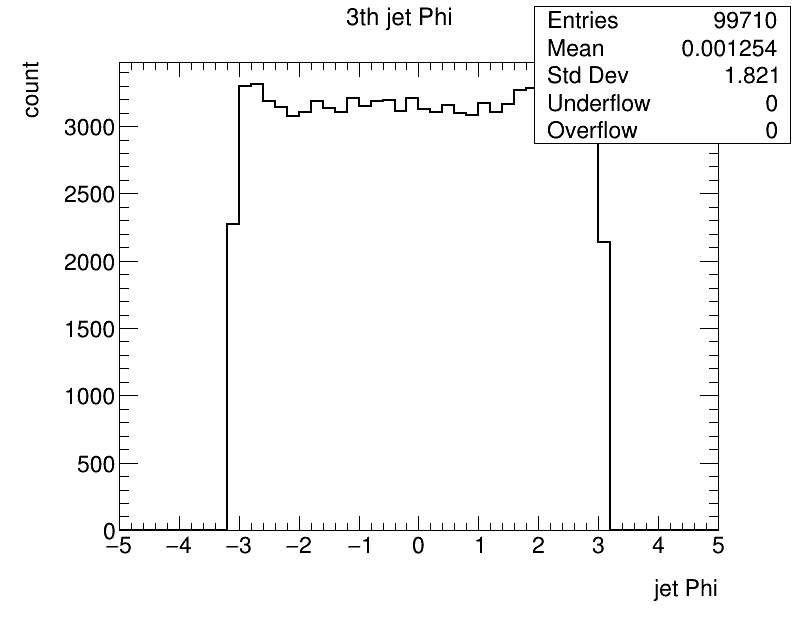 3th jet Phi
Entries 99710
Mean 0.001254
Std Dev 1.821
Underflow 0
Overflow 0
count
3000
2500
2000
1500
1000
500
0
−5 −4 −3 −2 −1 0 1 2 3 4 5
jet Phi